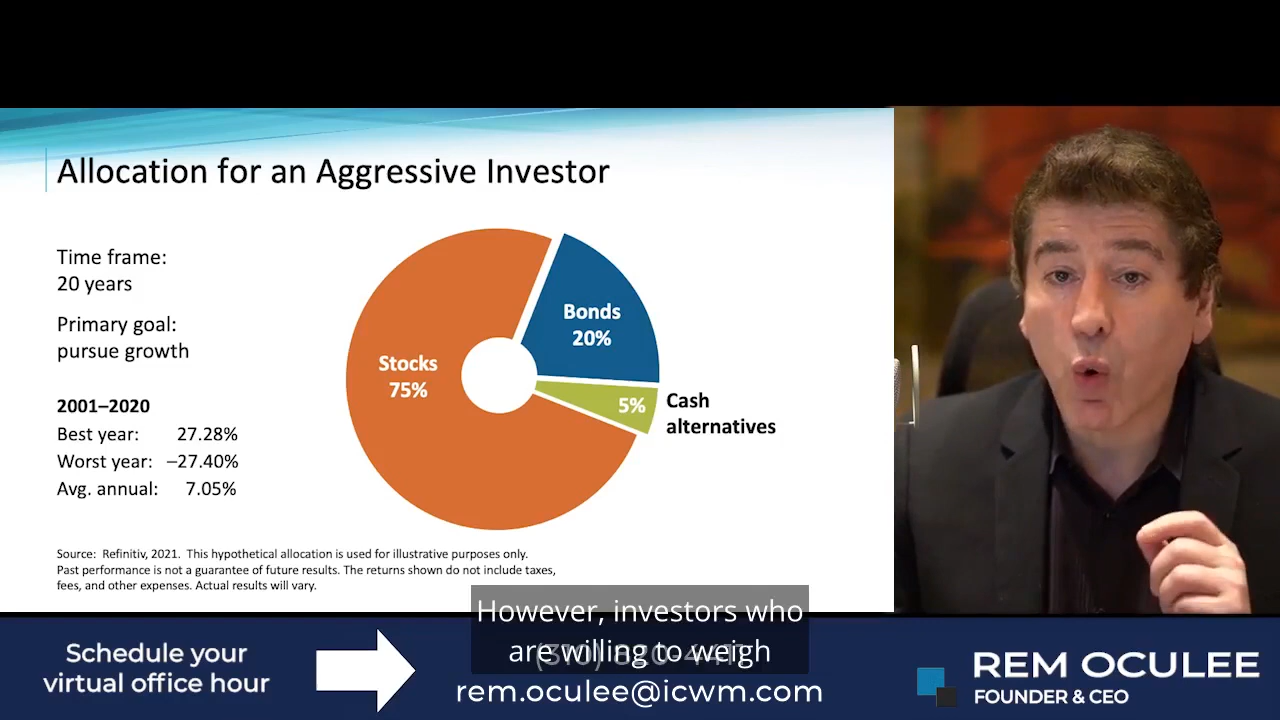 Allocation for an Aggressive Investor
Time frame:
20 years
Primary goal:
pursue growth
2001–2020
Best year: 27.28%
Worst year: –27.40%
Avg. annual: 7.05%
Stocks
75%
Bonds
20%
5%
Cash
alternatives
Source: Refinitiv, 2021. This hypothetical allocation is used for illustrative purposes only.
Past performance is not a guarantee of future results. The returns shown do not include taxes,
fees, and other expenses. Actual results will vary.
However, investors who
are willing to weigh
Schedule your
virtual office hour
(310)
rem.oculee@icwm.com
REM OCULEE
FOUNDER & CEO